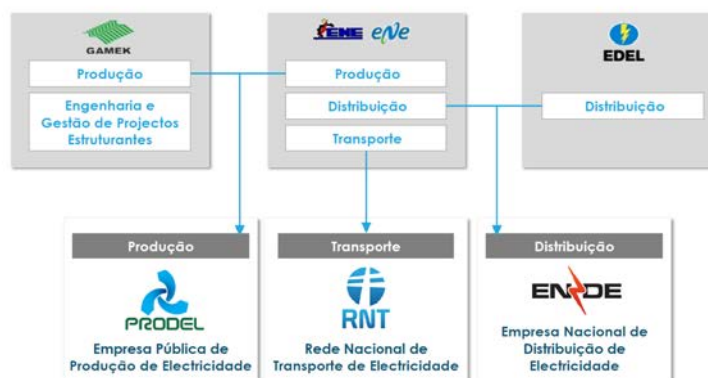 GAMEK
Produção
Engenharia e
Gestão de Projectos
Estruturantes
ENE eNe
Produção
Distribuição
Transporte
EDEL
Distribuição
Produção
PRODEL
Empresa Pública de
Produção de Electricidade
Transporte
RNT
Rede Nacional de
Transporte de Electricidade
Distribuição
ENDE
Empresa Nacional de
Distribuição de
Electricidade